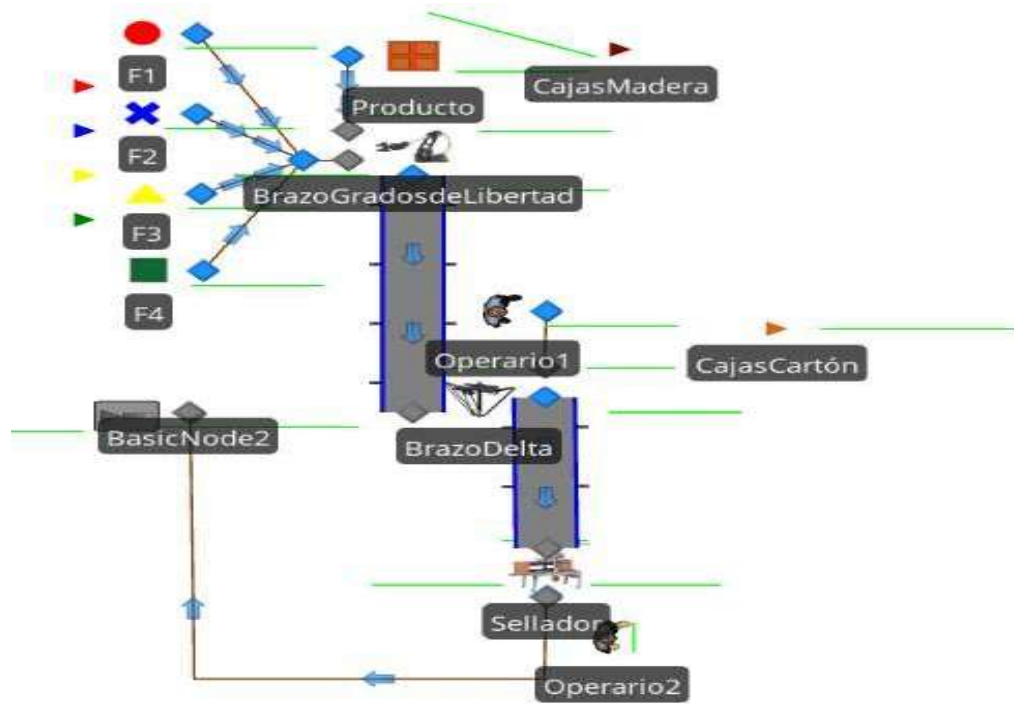 F1
CajasMadera
Producto
F2
BrazoGradosdeLibertad
F3
F4
Operario1
CajasCartón
BasicNode2
BrazoDelta
Sellador
Operario2